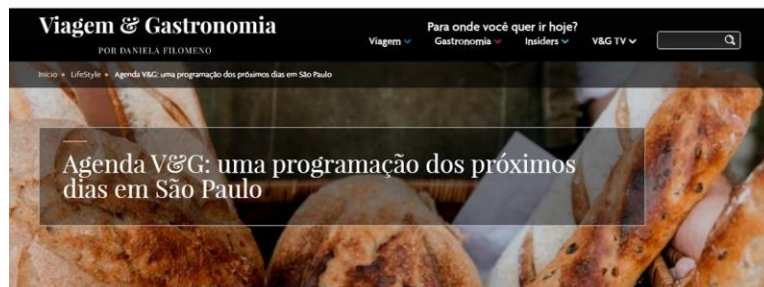 Viagem & Gastronomia
POR DANIELA FILOMENO
Para onde você quer ir hoje?
Viagem
Gastronomia
Insiders
V&G TV
Início • LifeStyle • Agenda V&G: uma programação dos próximos dias em São Paulo
Agenda V&G: uma programação dos próximos
dias em São Paulo